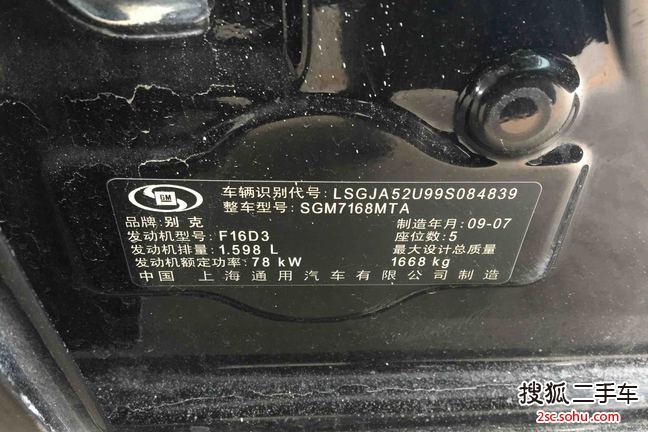 车辆识别代号: LSGJA52U99S084839
整车型号: SGM7168MTA
GM
品牌: 别克 制造年月: 09-07
发动机型号: F16D3 座位数: 5
发动机排量: 1.598 L 最大设计总质量
发动机额定功率: 78 kW 1668 kg
中国 上海通用汽车有限公司制造
搜狐二手车
2sc.sohu.com